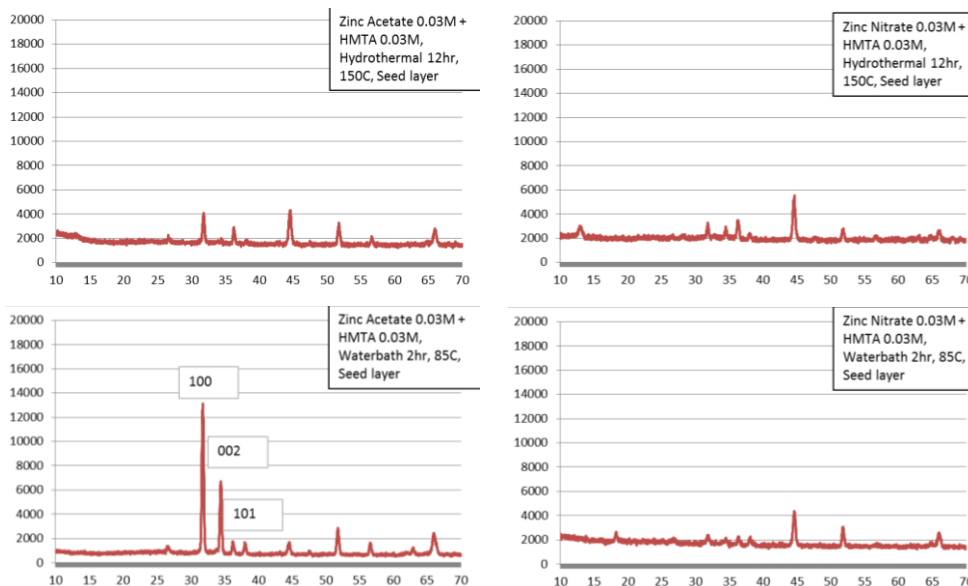 20000
18000
16000
14000
12000
10000
8000
6000
4000
2000
0
10 15 20 25 30 35 40 45 50 55 60 65 70
Zinc Acetate 0.03M +
HMTA 0.03M,
Hydrothermal 12hr,
150C, Seed layer
20000
18000
16000
14000
12000
10000
8000
6000
4000
2000
0
10 15 20 25 30 35 40 45 50 55 60 65 70
Zinc Nitrate 0.03M +
HMTA 0.03M,
Hydrothermal 12hr,
150C, Seed layer
20000
18000
16000
14000
12000
10000
8000
6000
4000
2000
0
10 15 20 25 30 35 40 45 50 55 60 65 70
Zinc Acetate 0.03M +
HMTA 0.03M,
Waterbath 2hr, 85C,
Seed layer
100
002
101
20000
18000
16000
14000
12000
10000
8000
6000
4000
2000
0
10 15 20 25 30 35 40 45 50 55 60 65 70
Zinc Nitrate 0.03M +
HMTA 0.03M,
Waterbath 2hr, 85C,
Seed layer